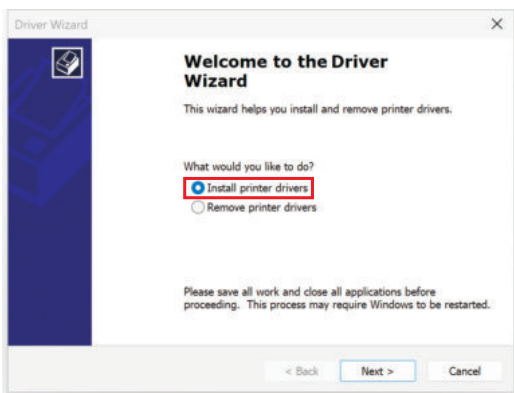 Driver Wizard
Welcome to the Driver
Wizard
This wizard helps you install and remove printer drivers.
What would you like to do?
Install printer drivers
Remove printer drivers
Please save all work and close all applications before
proceeding. This process may require Windows to be restarted.
< Back Next > Cancel